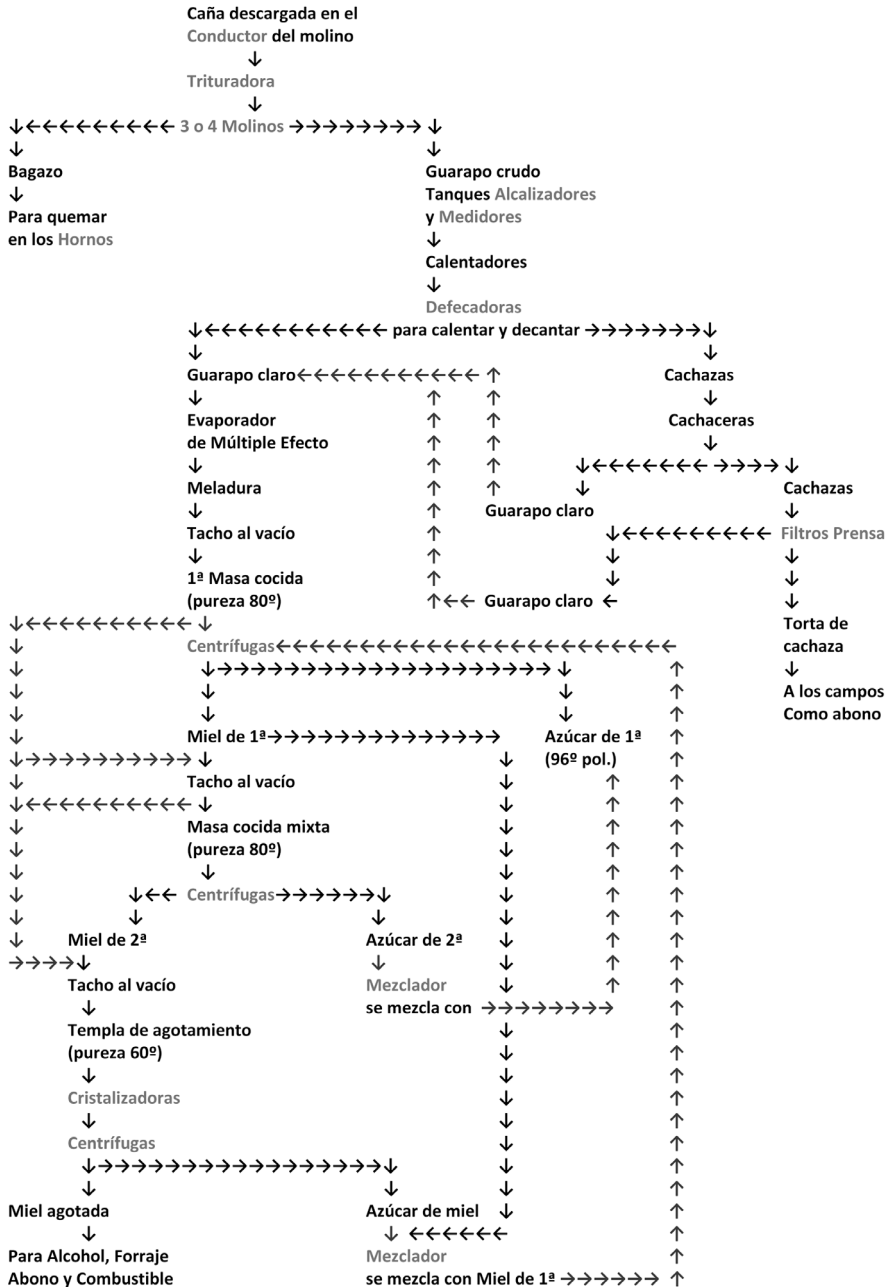 Caña descargada en el
Conductor del molino
Trituradora
3 o 4 Molinos
Bagazo
Guarapo crudo
Tanques Alcalizadores
Para quemar
y Medidores
en los Hornos
Calentadores
Defecadoras
para calentar y decantar
Guarapo claro
Cachazas
Evaporador
Cachaceras
de Múltiple Efecto
Meladura
Cachazas
Guarapo claro
Tacho al vacío
Filtros Prensa
1ª Masa cocida
(pureza 80º)
Guarapo claro
Torta de
Centrífugas
cachaza
A los campos
Como abono
Miel de 1ª
Azúcar de 1ª
(96º pol.)
Tacho al vacío
Masa cocida mixta
(pureza 80º)
Centrífugas
Miel de 2ª
Azúcar de 2ª
Tacho al vacío
Mezclador
se mezcla con
Templa de agotamiento
(pureza 60º)
Cristalizadoras
Centrífugas
Miel agotada
Azúcar de miel
Para Alcohol, Forraje
Mezclador
Abono y Combustible
se mezcla con Miel de 1ª